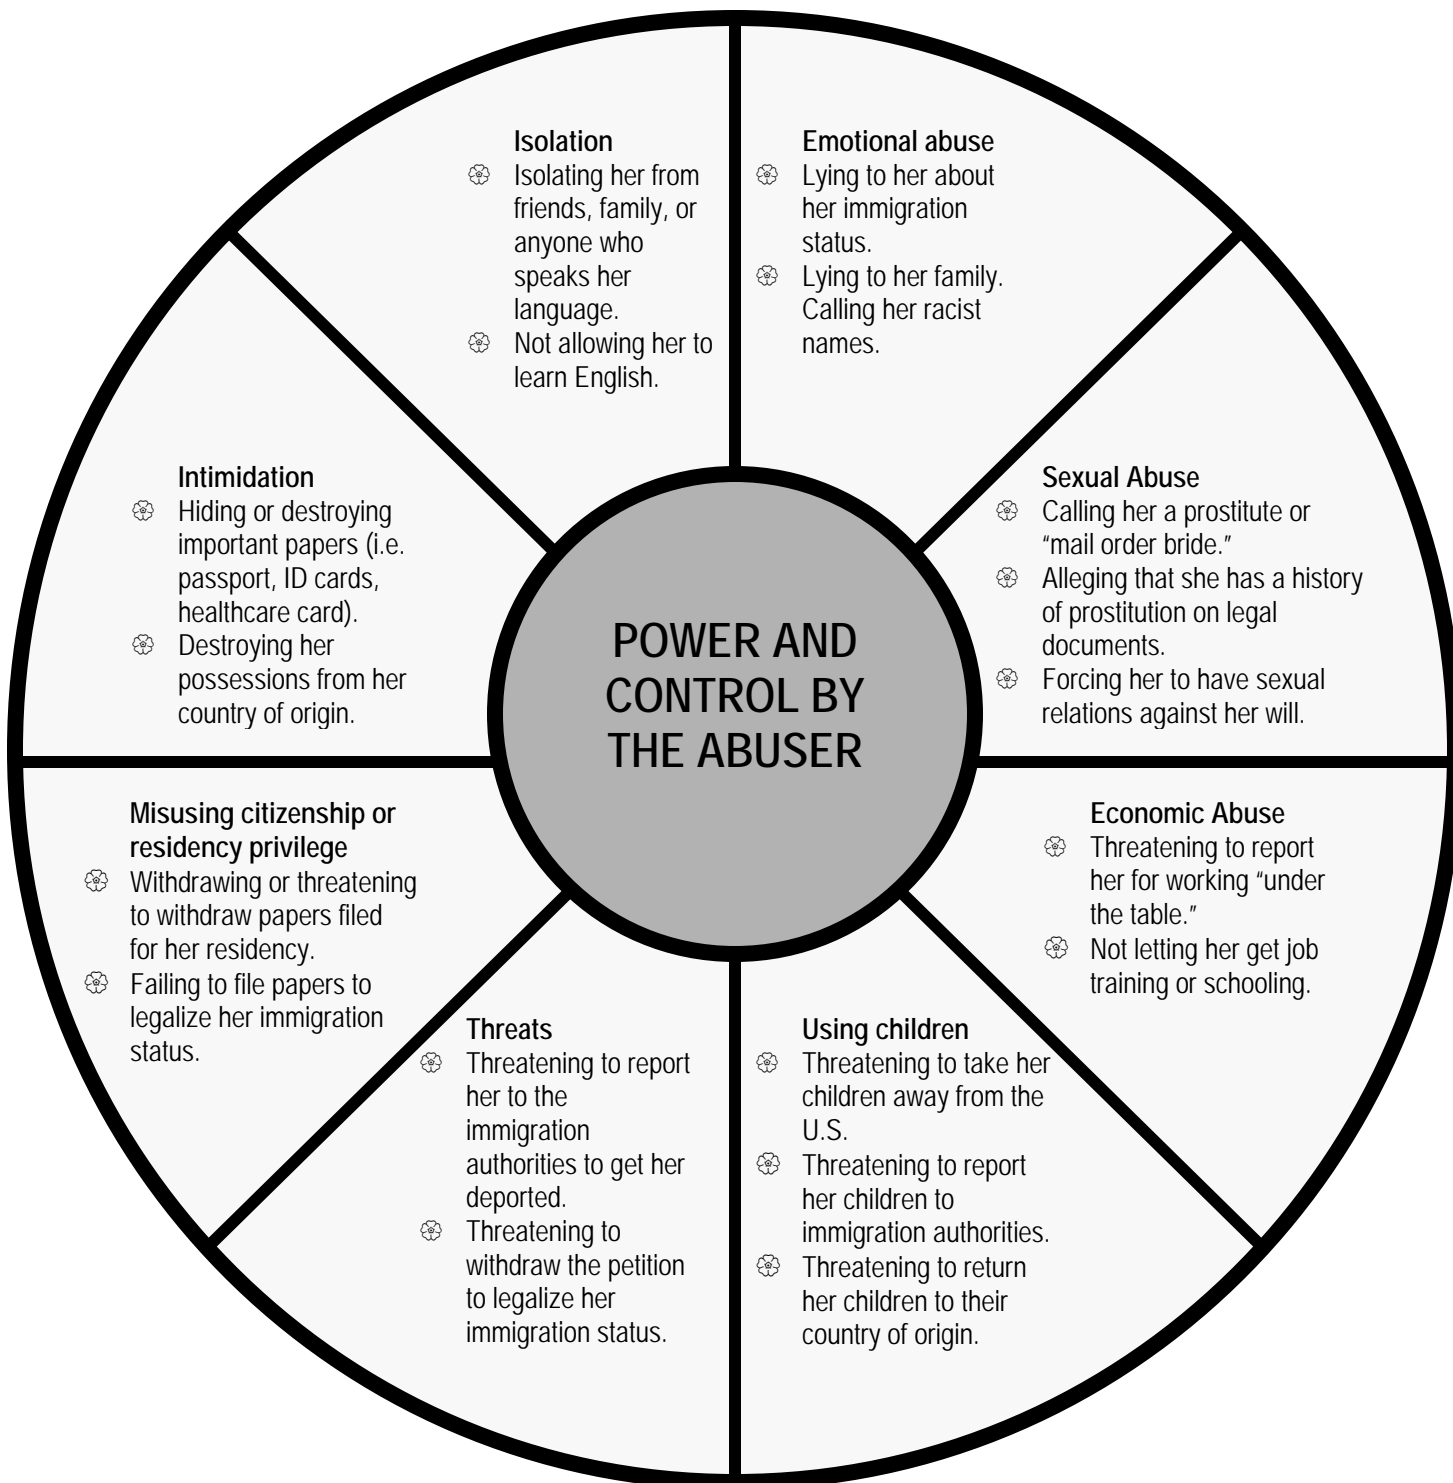 Isolation
Isolating her from
friends, family, or
anyone who
speaks her
language.
Not allowing her to
learn English.
Emotional abuse
Lying to her about
her immigration
status.
Lying to her family.
Calling her racist
names.
Intimidation
Hiding or destroying
important papers (i.e.
passport, ID cards,
healthcare card).
Destroying her
possessions from her
country of origin.
POWER AND
CONTROL BY
THE ABUSER
Sexual Abuse
Calling her a prostitute or
“mail order bride.”
Alleging that she has a history
of prostitution on legal
documents.
Forcing her to have sexual
relations against her will.
Misusing citizenship or
residency privilege
Withdrawing or threatening
to withdraw papers filed
for her residency.
Failing to file papers to
legalize her immigration
status.
Economic Abuse
Threatening to report
her for working “under
the table.”
Not letting her get job
training or schooling.
Threats
Threatening to report
her to the
immigration
authorities to get her
deported.
Threatening to
withdraw the petition
to legalize her
immigration status.
Using children
Threatening to take her
children away from the
U.S.
Threatening to report
her children to
immigration authorities.
Threatening to return
her children to their
country of origin.